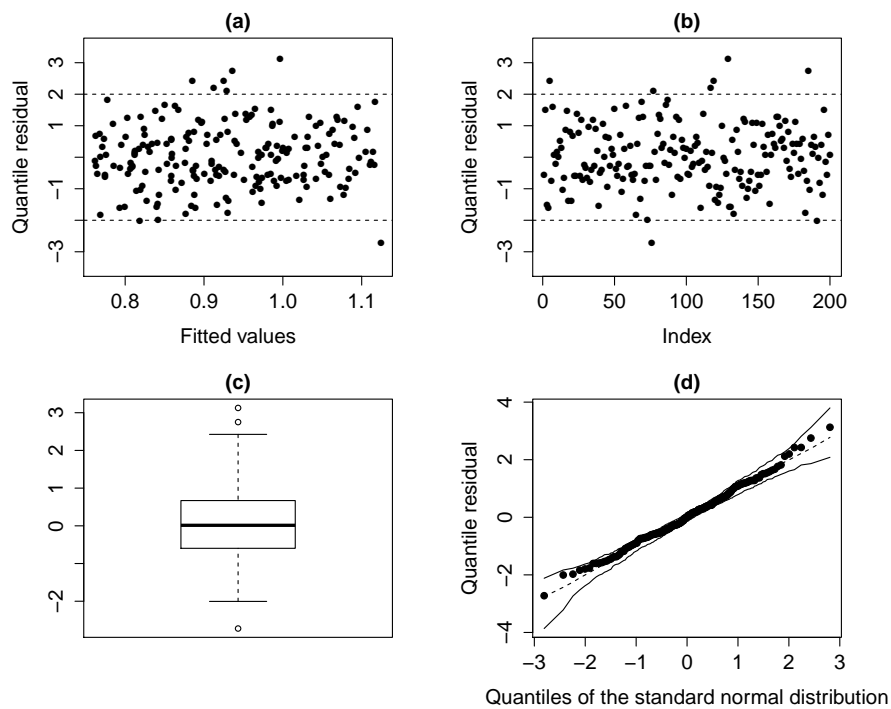 (a)
Quantile residual
3
2
1
-1
-3
0.8 0.9 1.0 1.1
Fitted values
(b)
Quantile residual
3
2
1
-1
-3
0 50 100 150 200
Index
(c)
3
2
1
0
-2
(d)
Quantile residual
4
2
0
-2
-4
-3 -2 -1 0 1 2 3
Quantiles of the standard normal distribution